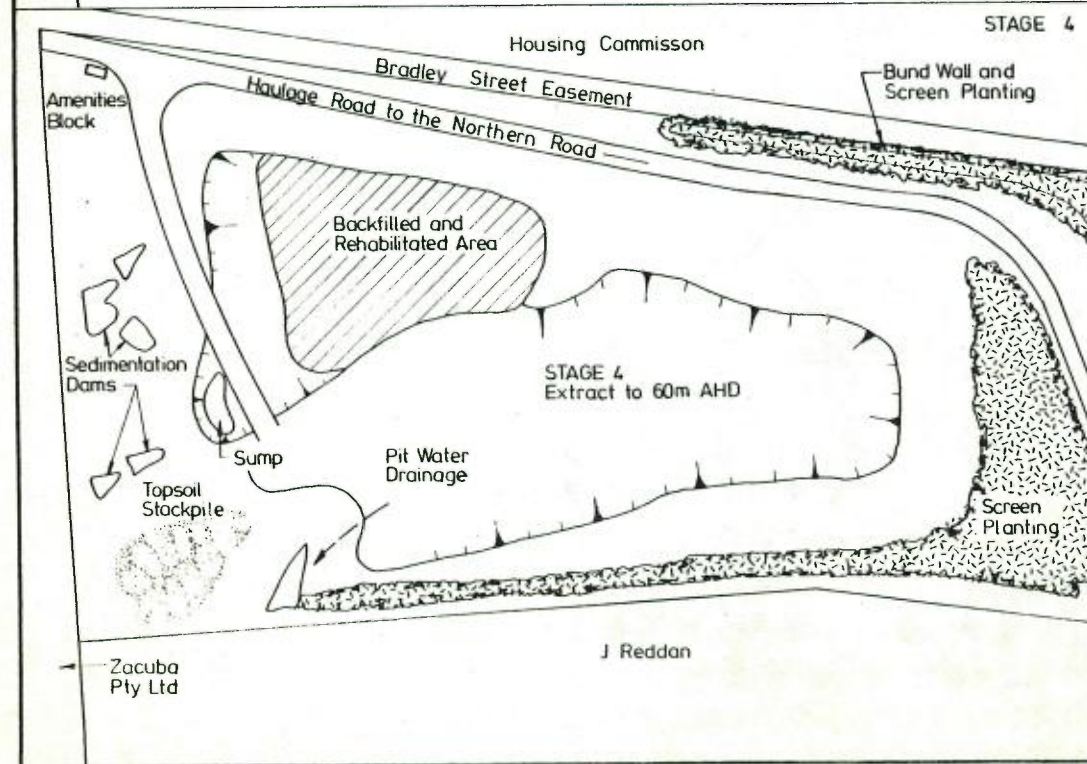 STAGE 4
Housing Commisson
Bradley Street Easement
Haulage Road to the Northern Road
Bund Wall and
Screen Planting
Amenities
Block
Backfilled and
Rehabilitated Area
Sedimentation
Dams
STAGE 4
Extract to 60m AHD
Sump
Pit Water
Drainage
Topsoil
Stockpile
Screen
Planting
J Reddan
Zacuba
Pty Ltd